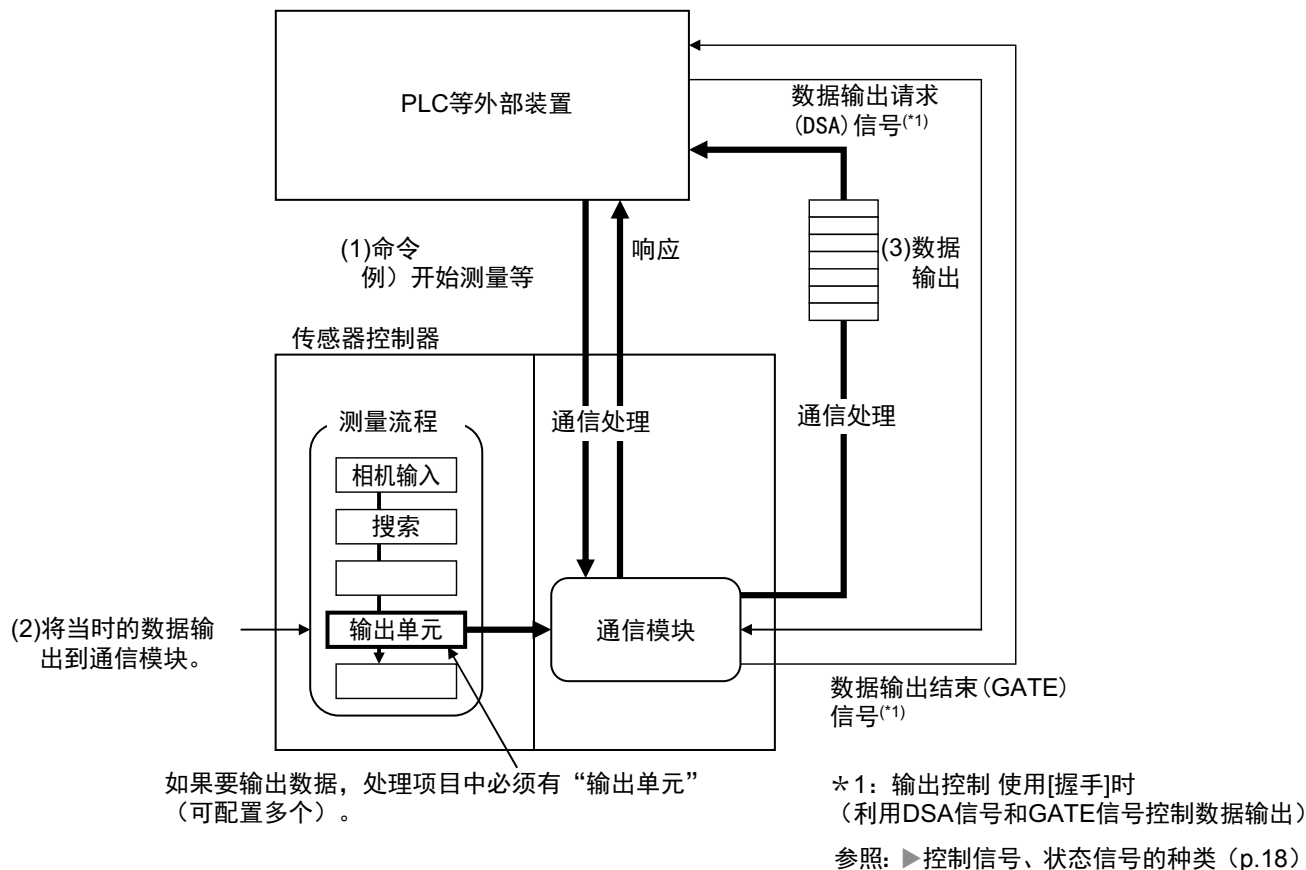 PLC等外部装置
数据输出请求
(DSA)信号(*1)
(1)命令
例）开始测量等
响应
(3)数据
输出
传感器控制器
测量流程
通信处理
通信处理
相机输入
搜索
(2)将当时的数据输
出到通信模块。
输出单元
通信模块
数据输出结束(GATE)
信号(*1)
如果要输出数据，处理项目中必须有“输出单元”
（可配置多个）。
＊1：输出控制 使用[握手]时
（利用DSA信号和GATE信号控制数据输出）
参照：▶控制信号、状态信号的种类（p.18）